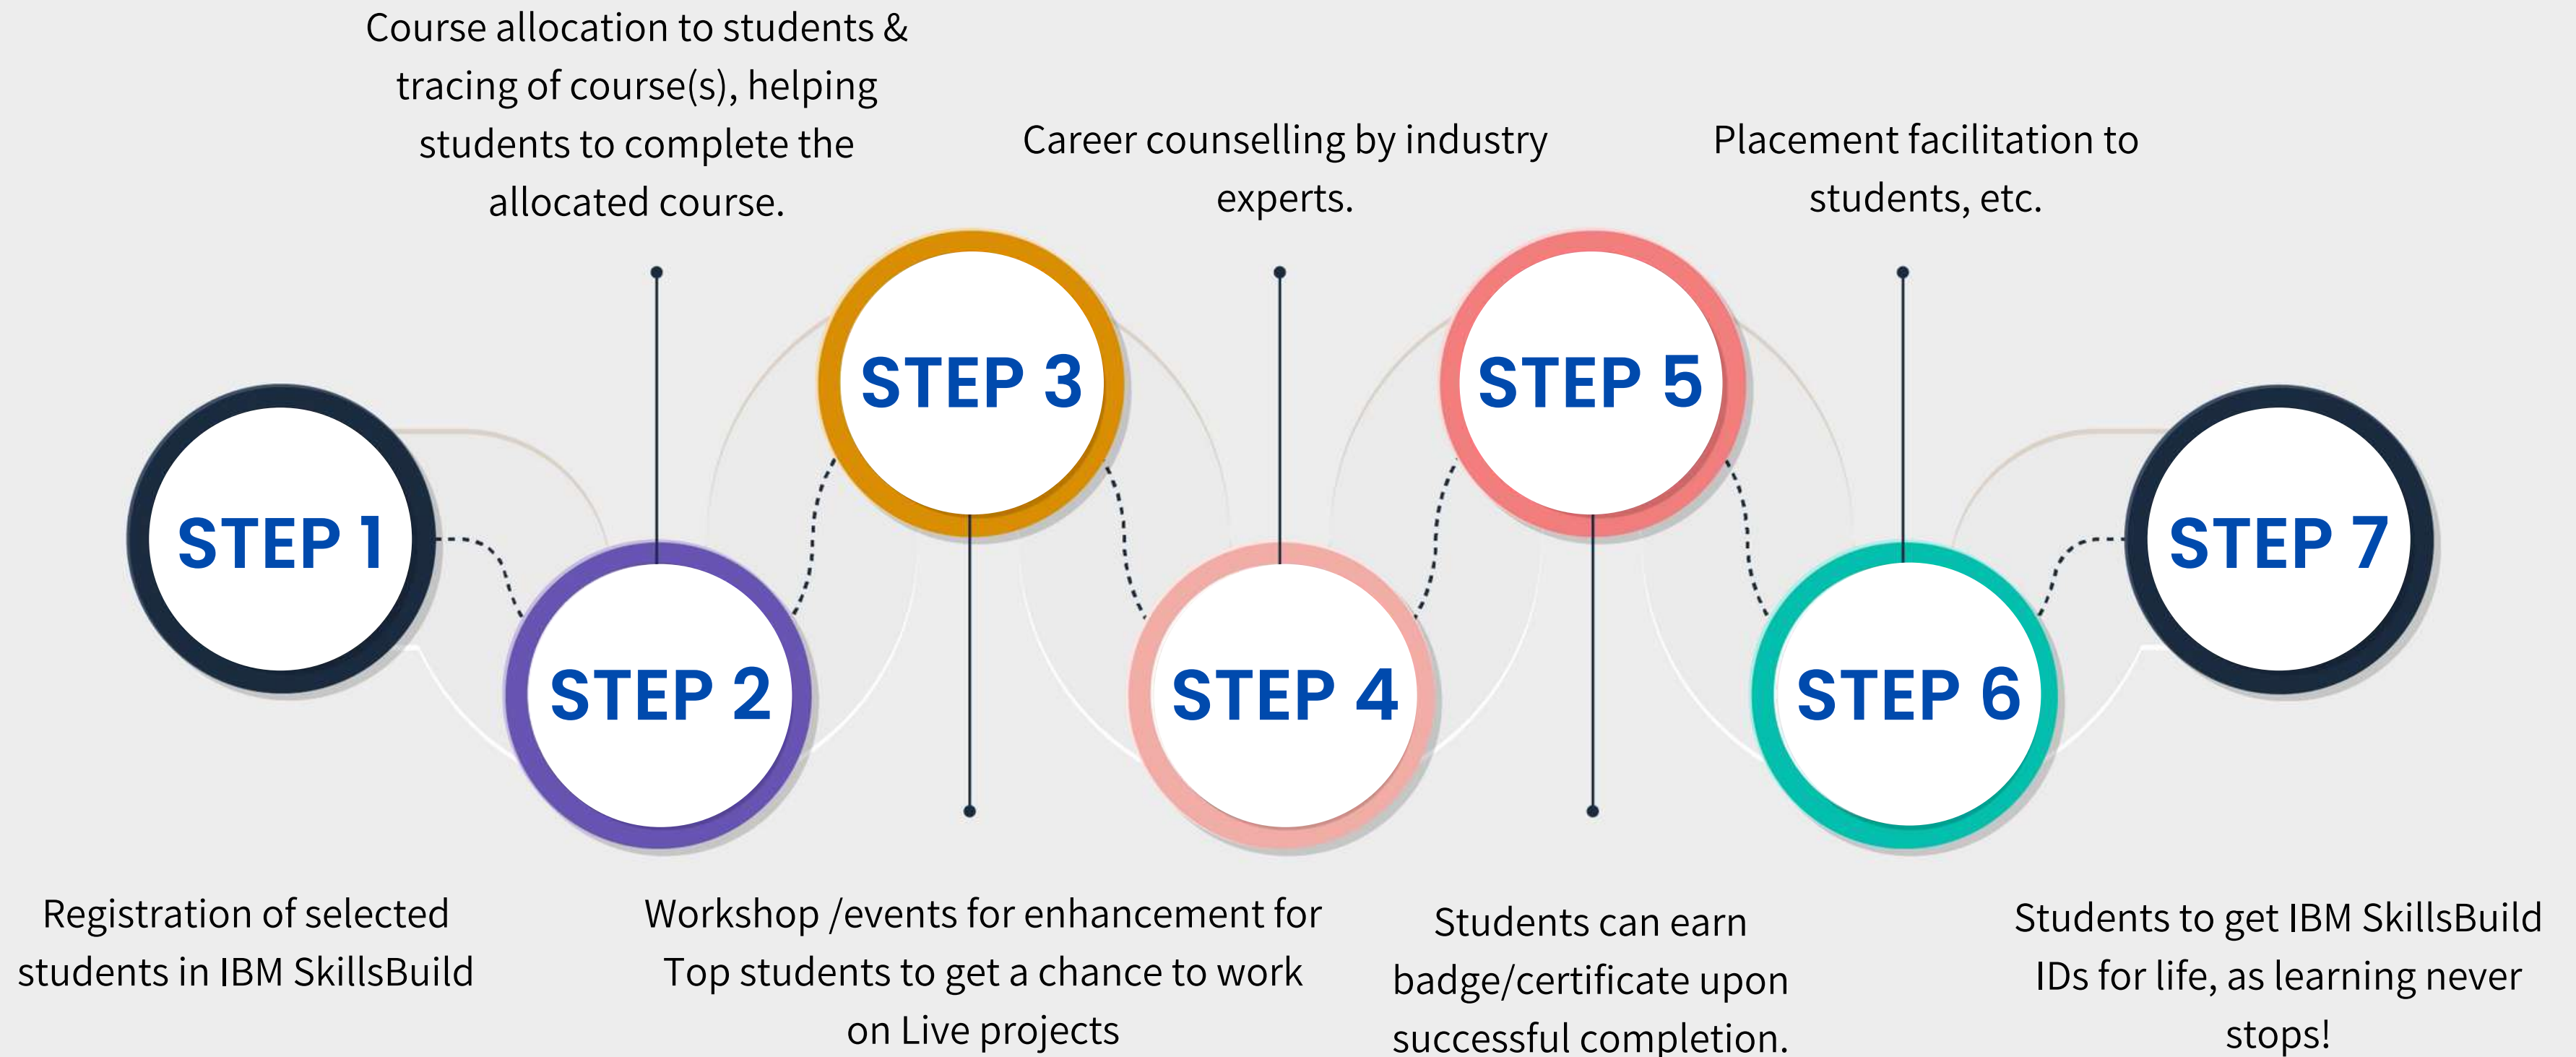 STEP 1
Registration of selected
students in IBM SkillsBuild
STEP 2
Course allocation to students &
tracing of course(s), helping
students to complete the
allocated course.
STEP 3
Workshop /events for enhancement for
Top students to get a chance to work
on Live projects
STEP 4
Career counselling by industry
experts.
STEP 5
Students can earn
badge/certificate upon
successful completion.
STEP 6
Placement facilitation to
students, etc.
STEP 7
Students to get IBM SkillsBuild
IDs for life, as learning never
stops!